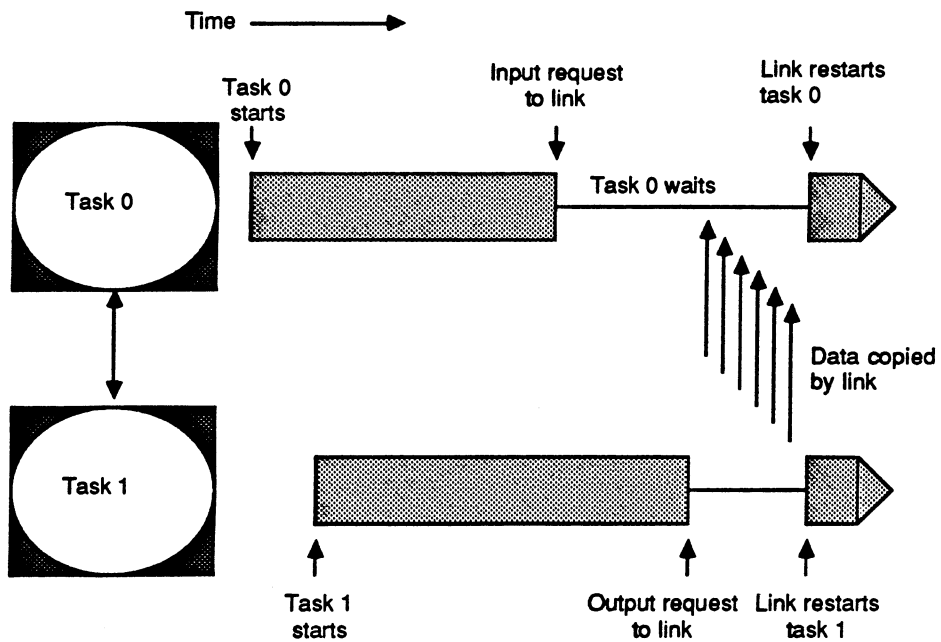 Time
Task 0
starts
Input request
to link
Link restarts
task 0
Task 0
Task 0 waits
Data copied
by link
Task 1
Task 1
starts
Output request
to link
Link restarts
task 1